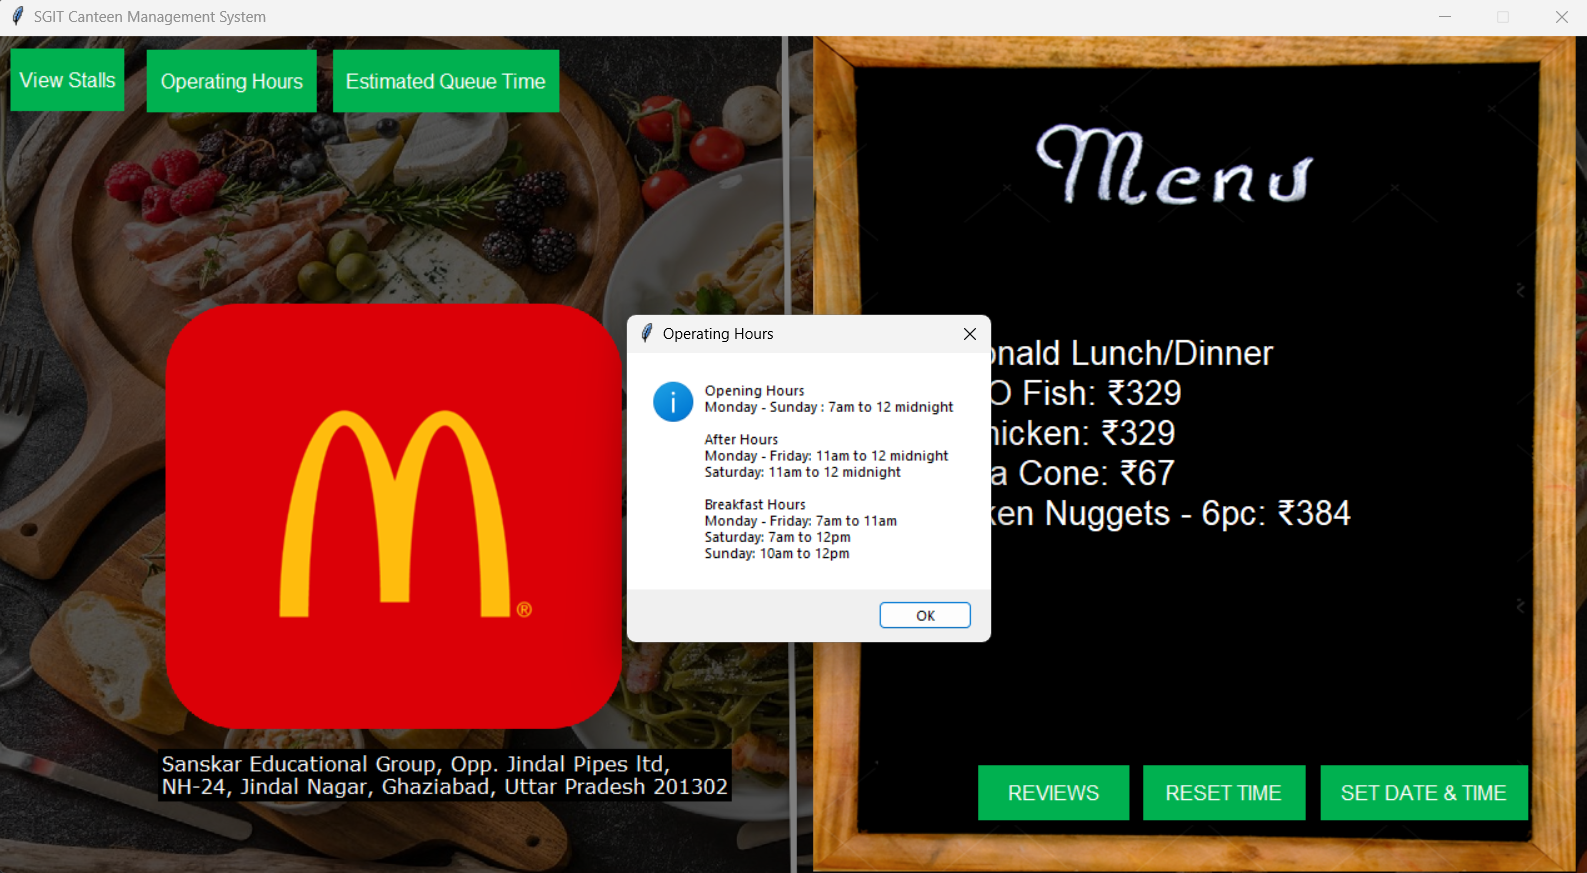 SGIT Canteen Management System
View Stalls
Operating Hours
Estimated Queue Time
Menu
Operating Hours
Opening Hours
Monday - Sunday : 7am to 12 midnight
After Hours
Monday - Friday: 11am to 12 midnight
Saturday: 11am to 12 midnight
Breakfast Hours
Monday - Friday: 7am to 11am
Saturday: 7am to 12pm
Sunday: 10am to 12pm
OK
Lunch/Dinner
O Fish: ₹329
₹329
Cone: ₹67
Nuggets - 6pc: ₹384
Sanskar Educational Group, Opp. Jindal Pipes ltd,
NH-24, Jindal Nagar, Ghaziabad, Uttar Pradesh 201302
REVIEWS
RESET TIME
SET DATE & TIME